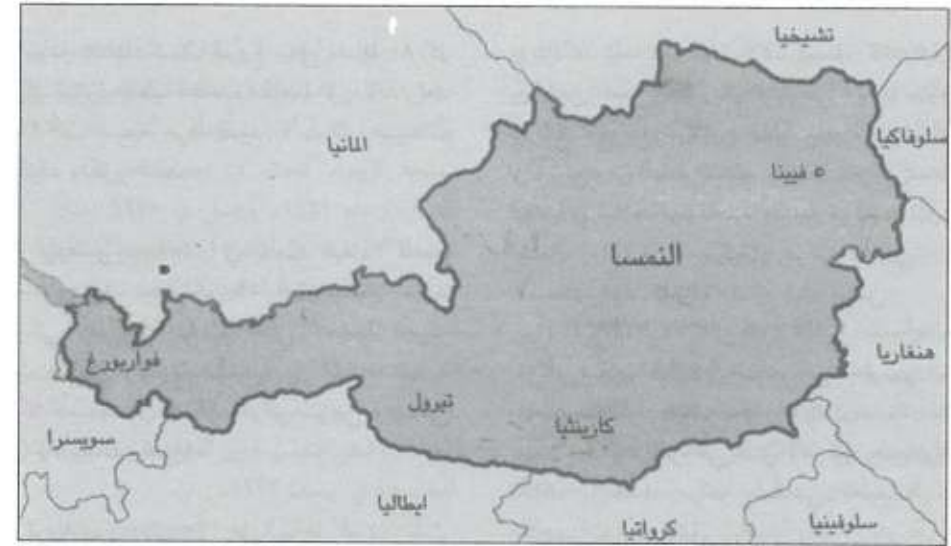 تشيخيا
المانيا
سلوفاكيا
فيينا
النمسا
هنغاريا
فواربورغ
تيرول
كارينثيا
سويسرا
ايطاليا
كرواتيا
سلوفينيا